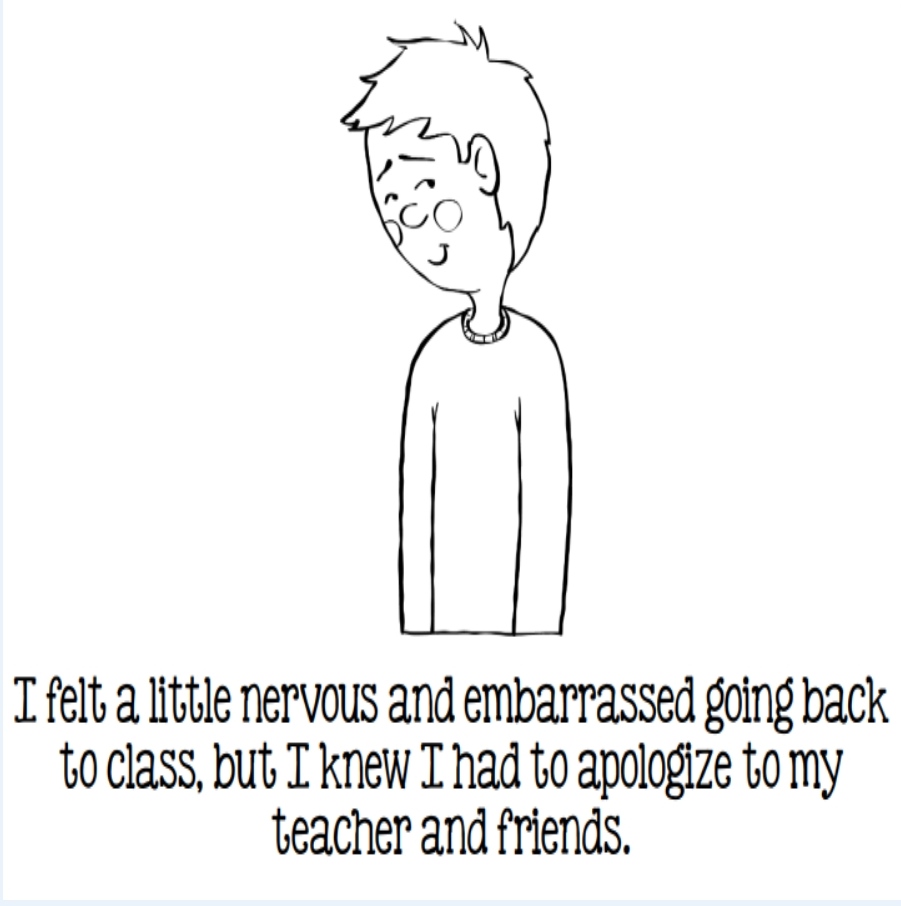 I felt a little nervous and embarrassed going back
to class, but I knew I had to apologize to my
teacher and friends.